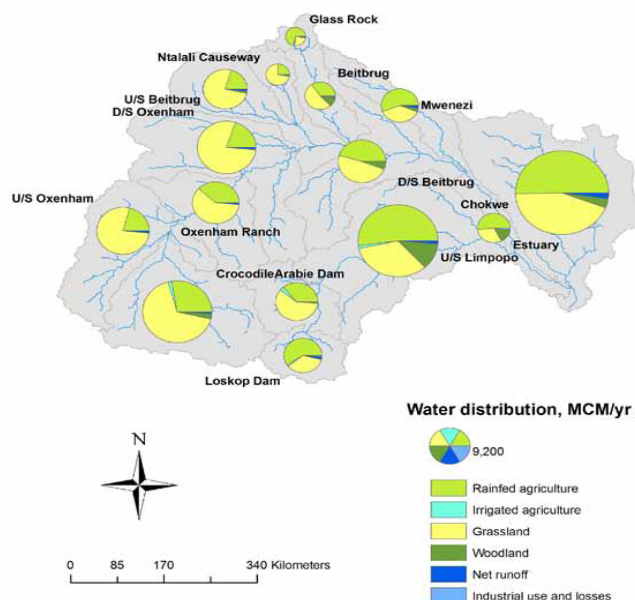 Glass Rock
Ntalali Causeway
Beitbrug
U/S Beitbrug
D/S Oxenham
Mwenezi
U/S Oxenham
D/S Beitbrug
Chokwe
Oxenham Ranch
Estuary
U/S Limpopo
CrocodileArabie Dam
Loskop Dam
Water distribution, MCM/yr
9,200
N
Rainfed agriculture
Irrigated agriculture
Grassland
Woodland
Net runoff
Industrial use and losses
0 85 170 340 Kilometers